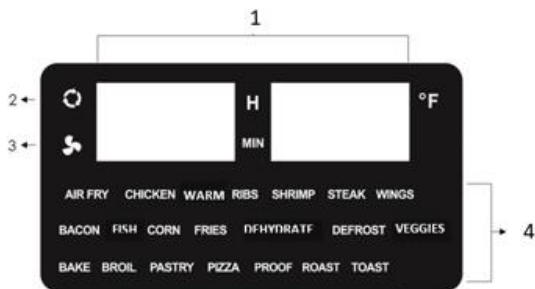 1
2 H °F
3 MIN
AIR FRY CHICKEN WARM RIBS SHRIMP STEAK WINGS
BACON FISH CORN FRIES DEHYDRATE DEFROST VEGGIES 4
BAKE BROIL PASTRY PIZZA PROOF ROAST TOAST